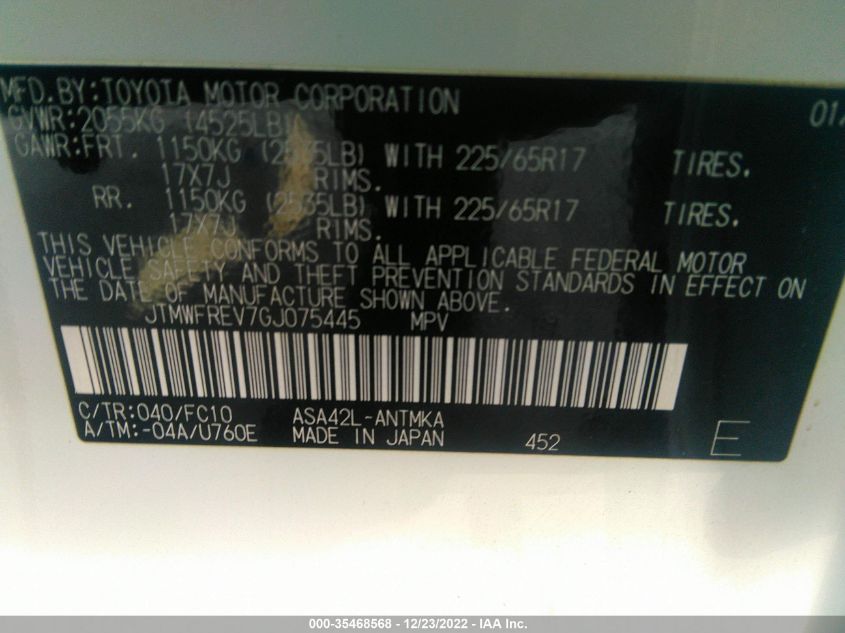 MFD.BY:TOYOTA MOTOR CORPORATION 01/
GVWR:2055KG (4525LB)
GAWR:FRT. 1150KG (2535LB) WITH 225/65R17 TIRES.
17X7J RIMS.
RR. 1150KG (2535LB) WITH 225/65R17 TIRES.
17X7J RIMS.
THIS VEHICLE CONFORMS TO ALL APPLICABLE FEDERAL MOTOR
VEHICLE SAFETY AND THEFT PREVENTION STANDARDS IN EFFECT ON
THE DATE OF MANUFACTURE SHOWN ABOVE.
JTMWFREV7GJ075445 MPV
C/TR:040/FC10 ASA42L-ANTMKA
A/TM:-04A/U760E MADE IN JAPAN 452 E
000-35468568 - 12/23/2022 - IAA Inc.